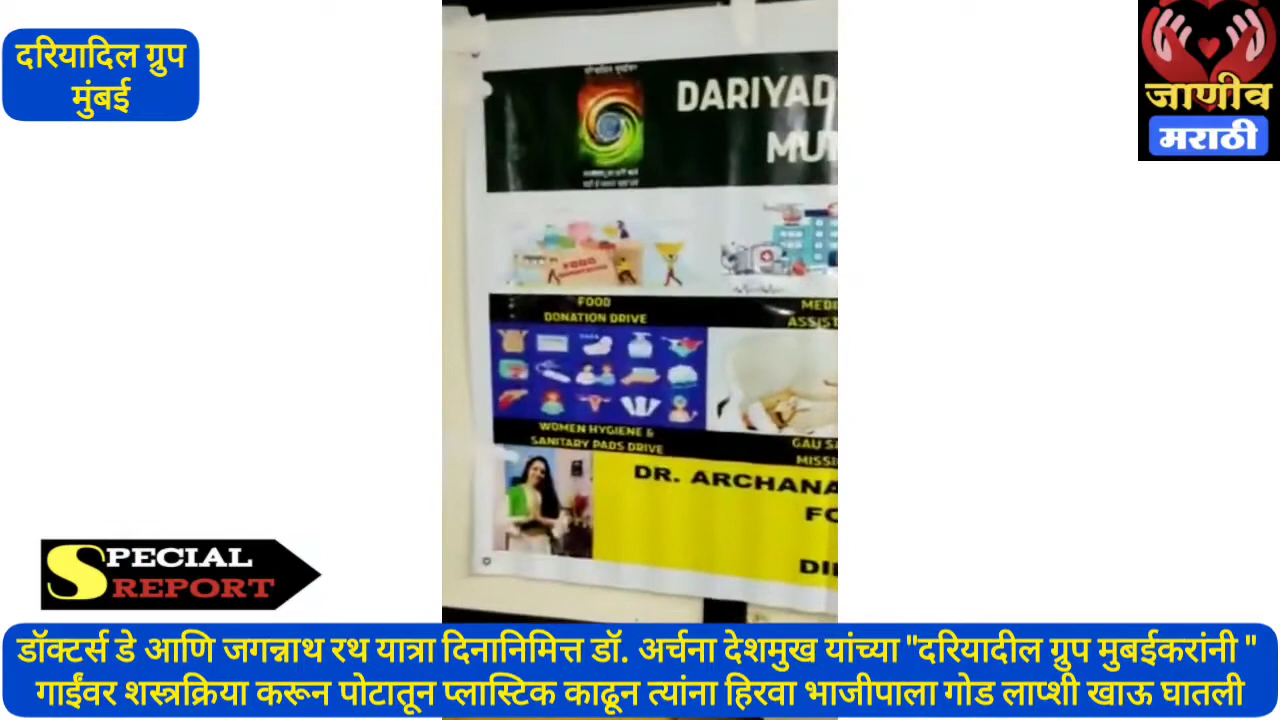 दरियादिल ग्रुप
मुंबई
जाणीव
मराठी
DARIYAD
MU
FOOD
FOOD
DONATION DRIVE
MEDI
ASSIST
WOMEN HYGIENE &
SANITARY PADS DRIVE
GAU S
MISSI
DR. ARCHANA
FO
DI
SPECIAL
REPORT
डॉक्टर्स डे आणि जगन्नाथ रथ यात्रा दिनानिमित्त डॉ. अर्चना देशमुख यांच्या "दरियादील ग्रुप मुबईकरांनी "
गाईंवर शस्त्रक्रिया करून पोटातून प्लास्टिक काढून त्यांना हिरवा भाजीपाला गोड लाप्शी खाऊ घातली